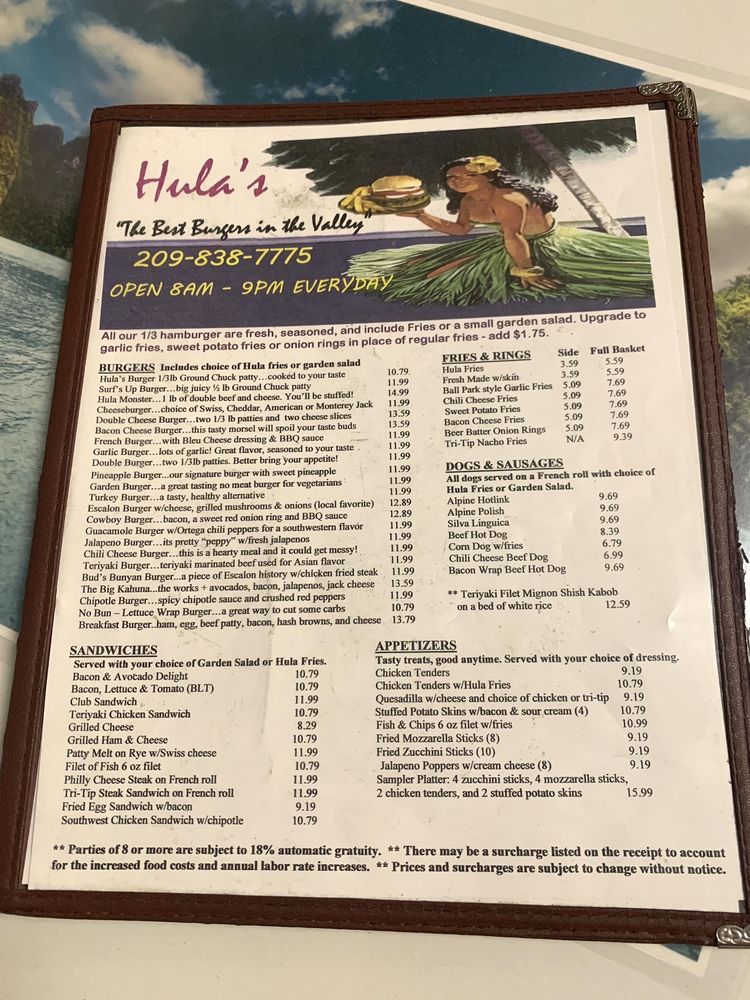 Hula's
"The Best Burgers in the Valley"
209-838-7775
OPEN 8AM - 9PM EVERYDAY
All our 1/3 hamburger are fresh, seasoned, and include Fries or a small garden salad. Upgrade to
garlic fries, sweet potato fries or onion rings in place of regular fries - add $1.75.
BURGERS Includes choice of Hula fries or garden salad
Hula's Burger 1/3lb Ground Chuck patty…cooked to your taste 10.79
Surf's Up Burger…big juicy ½ lb Ground Chuck patty 11.99
Hula Monster…1 lb of double beef and cheese. You'll be stuffed! 14.99
Cheeseburger…choice of Swiss, Cheddar, American or Monterey Jack 11.99
Double Cheese Burger…two 1/3 lb patties and two cheese slices 13.59
Bacon Cheese Burger…this tasty morsel will spoil your taste buds 13.59
French Burger…with Bleu Cheese dressing & BBQ sauce 11.99
Garlic Burger…lots of garlic! Great flavor, seasoned to your taste 11.99
Double Burger…two 1/3lb patties. Better bring your appetite! 11.99
Pineapple Burger...our signature burger with sweet pineapple 11.99
Garden Burger…a great tasting no meat burger for vegetarians 11.99
Turkey Burger…a tasty, healthy alternative 11.99
Escalon Burger w/cheese, grilled mushrooms & onions (local favorite) 12.89
Cowboy Burger…bacon, a sweet red onion ring and BBQ sauce 12.89
Guacamole Burger w/Ortega chili peppers for a southwestern flavor 11.99
Jalapeno Burger…its pretty "peppy" w/fresh jalapenos 11.99
Chili Cheese Burger…this is a hearty meal and it could get messy! 11.99
Teriyaki Burger…teriyaki marinated beef used for Asian flavor 11.99
Bud's Bunyan Burger...a piece of Escalon history w/chicken fried steak 11.99
The Big Kahuna...the works + avocados, bacon, jalapenos, jack cheese 13.59
Chipotle Burger…spicy chipotle sauce and crushed red peppers 11.99
No Bun – Lettuce Wrap Burger…a great way to cut some carbs 10.79
Breakfast Burger..ham, egg, beef patty, bacon, hash browns, and cheese 13.79
FRIES & RINGS Side Full Basket
Hula Fries 3.59 5.59
Fresh Made w/skin 3.59 5.59
Ball Park style Garlic Fries 5.09 7.69
Chili Cheese Fries 5.09 7.69
Sweet Potato Fries 5.09 7.69
Bacon Cheese Fries 5.09 7.69
Beer Batter Onion Rings 5.09 7.69
Tri-Tip Nacho Fries N/A 9.39
DOGS & SAUSAGES
All dogs served on a French roll with choice of
Hula Fries or Garden Salad.
Alpine Hotlink 9.69
Alpine Polish 9.69
Silva Linguica 9.69
Beef Hot Dog 8.39
Corn Dog w/fries 6.79
Chili Cheese Beef Dog 6.99
Bacon Wrap Beef Hot Dog 9.69
** Teriyaki Filet Mignon Shish Kabob
on a bed of white rice 12.59
SANDWICHES
Served with your choice of Garden Salad or Hula Fries.
Bacon & Avocado Delight 10.79
Bacon, Lettuce & Tomato (BLT) 10.79
Club Sandwich 11.99
Teriyaki Chicken Sandwich 10.79
Grilled Cheese 8.29
Grilled Ham & Cheese 10.79
Patty Melt on Rye w/Swiss cheese 11.99
Filet of Fish 6 oz filet 10.79
Philly Cheese Steak on French roll 11.99
Tri-Tip Steak Sandwich on French roll 11.99
Fried Egg Sandwich w/bacon 9.19
Southwest Chicken Sandwich w/chipotle 10.79
APPETIZERS
Tasty treats, good anytime. Served with your choice of dressing.
Chicken Tenders 9.19
Chicken Tenders w/Hula Fries 10.79
Quesadilla w/cheese and choice of chicken or tri-tip 9.19
Stuffed Potato Skins w/bacon & sour cream (4) 10.79
Fish & Chips 6 oz filet w/fries 10.99
Fried Mozzarella Sticks (8) 9.19
Fried Zucchini Sticks (10) 9.19
Jalapeno Poppers w/cream cheese (8) 9.19
Sampler Platter: 4 zucchini sticks, 4 mozzarella sticks,
2 chicken tenders, and 2 stuffed potato skins 15.99
** Parties of 8 or more are subject to 18% automatic gratuity. ** There may be a surcharge listed on the receipt to account
for the increased food costs and annual labor rate increases. ** Prices and surcharges are subject to change without notice.